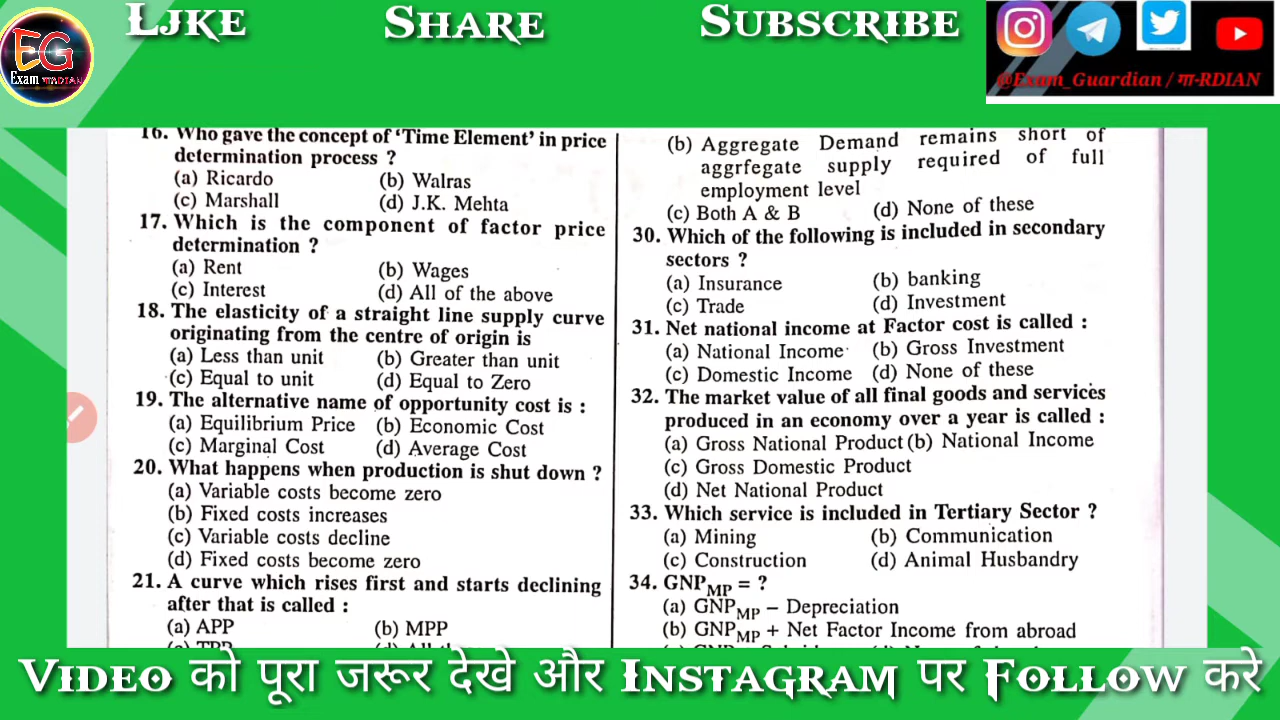 LJKE SHARE SUBSCRIBE
EG
Exam गार्DIAN
@Exam_Guardian / गा-RDIAN
16. Who gave the concept of ‘Time Element’ in price
determination process ?
(a) Ricardo (b) Walras
(c) Marshall (d) J.K. Mehta
17. Which is the component of factor price
determination ?
(a) Rent (b) Wages
(c) Interest (d) All of the above
18. The elasticity of a straight line supply curve
originating from the centre of origin is
(a) Less than unit (b) Greater than unit
(c) Equal to unit (d) Equal to Zero
19. The alternative name of opportunity cost is :
(a) Equilibrium Price (b) Economic Cost
(c) Marginal Cost (d) Average Cost
20. What happens when production is shut down ?
(a) Variable costs become zero
(b) Fixed costs increases
(c) Variable costs decline
(d) Fixed costs become zero
21. A curve which rises first and starts declining
after that is called :
(a) APP (b) MPP
(b) Aggregate Demand remains short of
aggrfegate supply required of full
employment level
(c) Both A & B (d) None of these
30. Which of the following is included in secondary
sectors ?
(a) Insurance (b) banking
(c) Trade (d) Investment
31. Net national income at Factor cost is called :
(a) National Income (b) Gross Investment
(c) Domestic Income (d) None of these
32. The market value of all final goods and services
produced in an economy over a year is called :
(a) Gross National Product (b) National Income
(c) Gross Domestic Product
(d) Net National Product
33. Which service is included in Tertiary Sector ?
(a) Mining (b) Communication
(c) Construction (d) Animal Husbandry
34. GNPMP = ?
(a) GNPMP − Depreciation
(b) GNPMP + Net Factor Income from abroad
VIDEO को पूरा जरूर देखे और INSTAGRAM पर FOLLOW करे